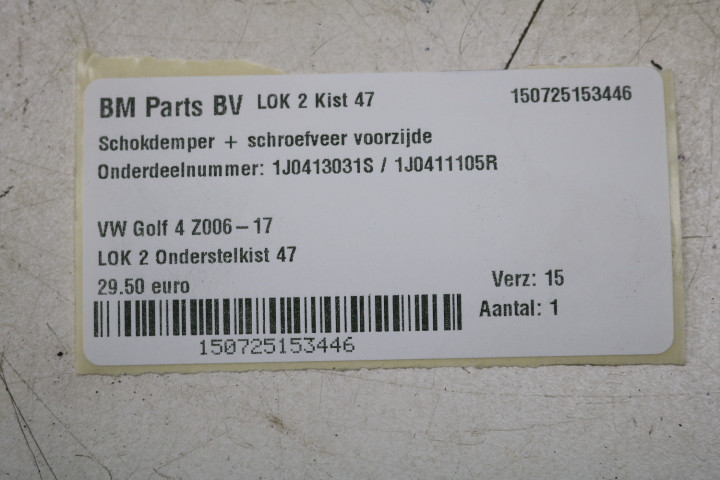 BM Parts BV LOK 2 Kist 47 150725153446
Schokdemper + schroefveer voorzijde
Onderdeelnummer: 1J0413031S / 1J0411105R
VW Golf 4 Z006-17
LOK 2 Onderstelkist 47
29.50 euro Verz: 15
Aantal: 1
150725153446